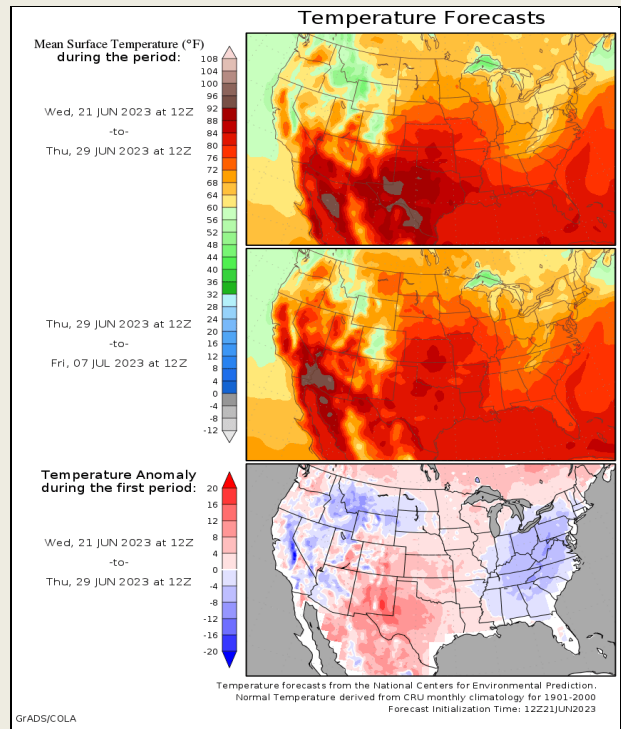 Temperature Forecasts
Mean Surface Temperature (°F)
during the period:
Wed, 21 JUN 2023 at 12Z
-to-
Thu, 29 JUN 2023 at 12Z
108
104
100
96
92
88
84
80
76
72
68
64
60
56
52
48
44
40
36
32
28
24
20
16
12
8
4
0
-4
-8
-12
Thu, 29 JUN 2023 at 12Z
-to-
Fri, 07 JUL 2023 at 12Z
Temperature Anomaly
during the first period:
Wed, 21 JUN 2023 at 12Z
-to-
Thu, 29 JUN 2023 at 12Z
20
16
12
8
4
0
-4
-8
-12
-16
-20
Temperature forecasts from the National Centers for Environmental Prediction.
Normal Temperature derived from CRU monthly climatology for 1901-2000
Forecast Initialization Time: 12Z21JUN2023
GrADS/COLA